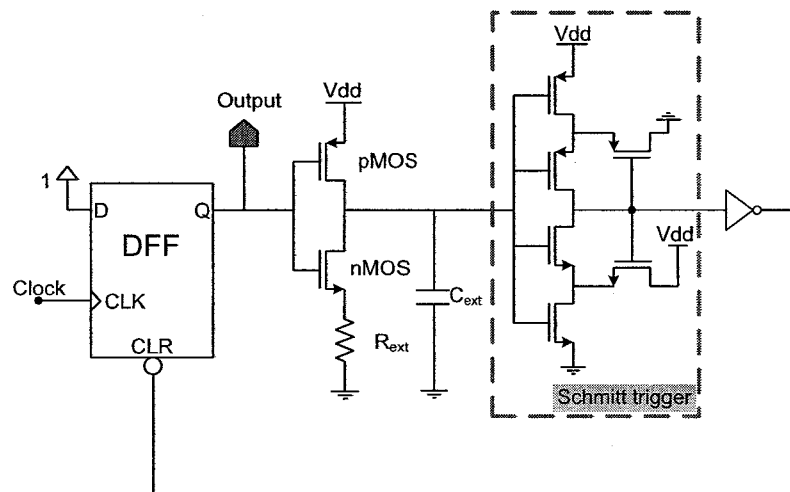 Vdd
Output
Vdd
1
pMOS
D
Q
DFF
nMOS
Vdd
Clock
CLK
Cext
CLR
Rext
Schmitt trigger